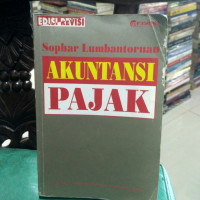 EDISI REVISI
Sophar Lumbantoruan
AKUNTANSI
PAJAK